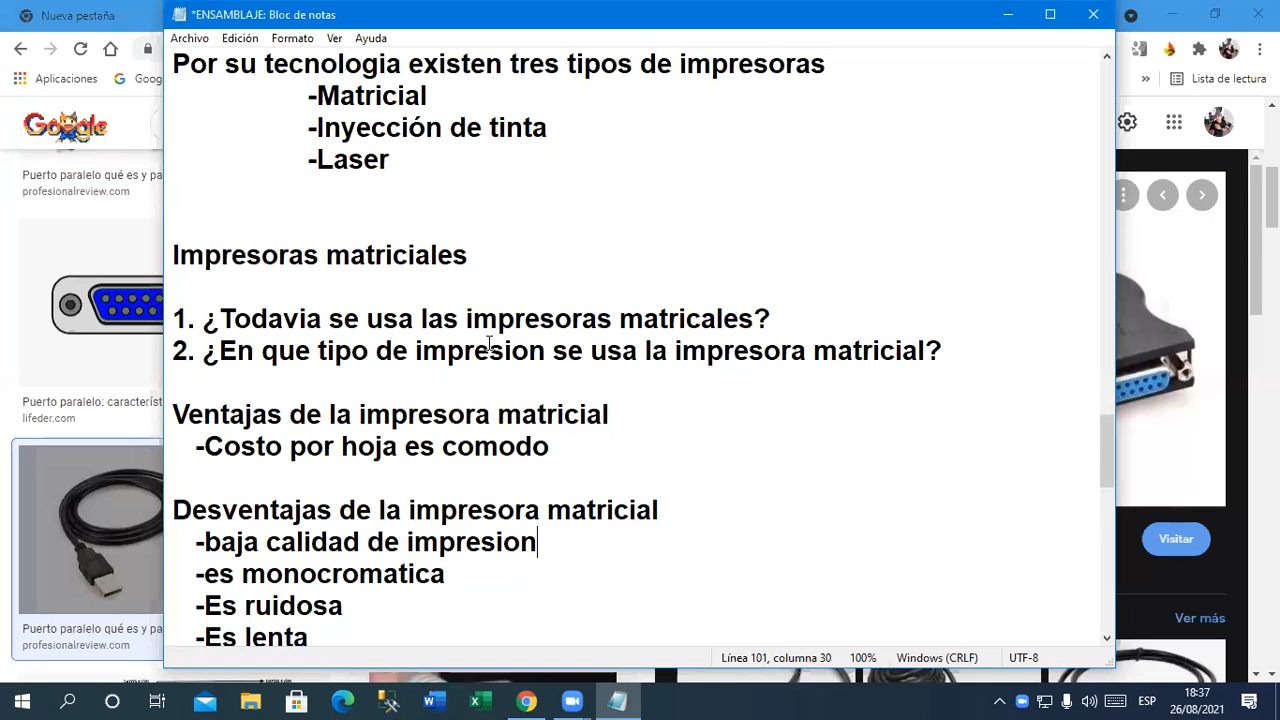 Nueva pestaña
*ENSAMBLAJE: Bloc de notas
Archivo Edición Formato Ver Ayuda
Aplicaciones
Goog
Lista de lectura
Google
Por su tecnologia existen tres tipos de impresoras
-Matricial
-Inyección de tinta
-Laser
Impresoras matriciales
1. ¿Todavia se usa las impresoras matricales?
2. ¿En que tipo de impresion se usa la impresora matricial?
Ventajas de la impresora matricial
-Costo por hoja es comodo
Desventajas de la impresora matricial
-baja calidad de impresion
-es monocromatica
-Es ruidosa
-Es lenta
Puerto paralelo qué es y pa
profesionalreview.com
Puerto paralelo: característi
lifeder.com
Puerto paralelo qué es y pa
profesionalreview.com
Visitar
Ver más
Línea 101, columna 30 100% Windows (CRLF) UTF-8
ESP
18:37
26/08/2021